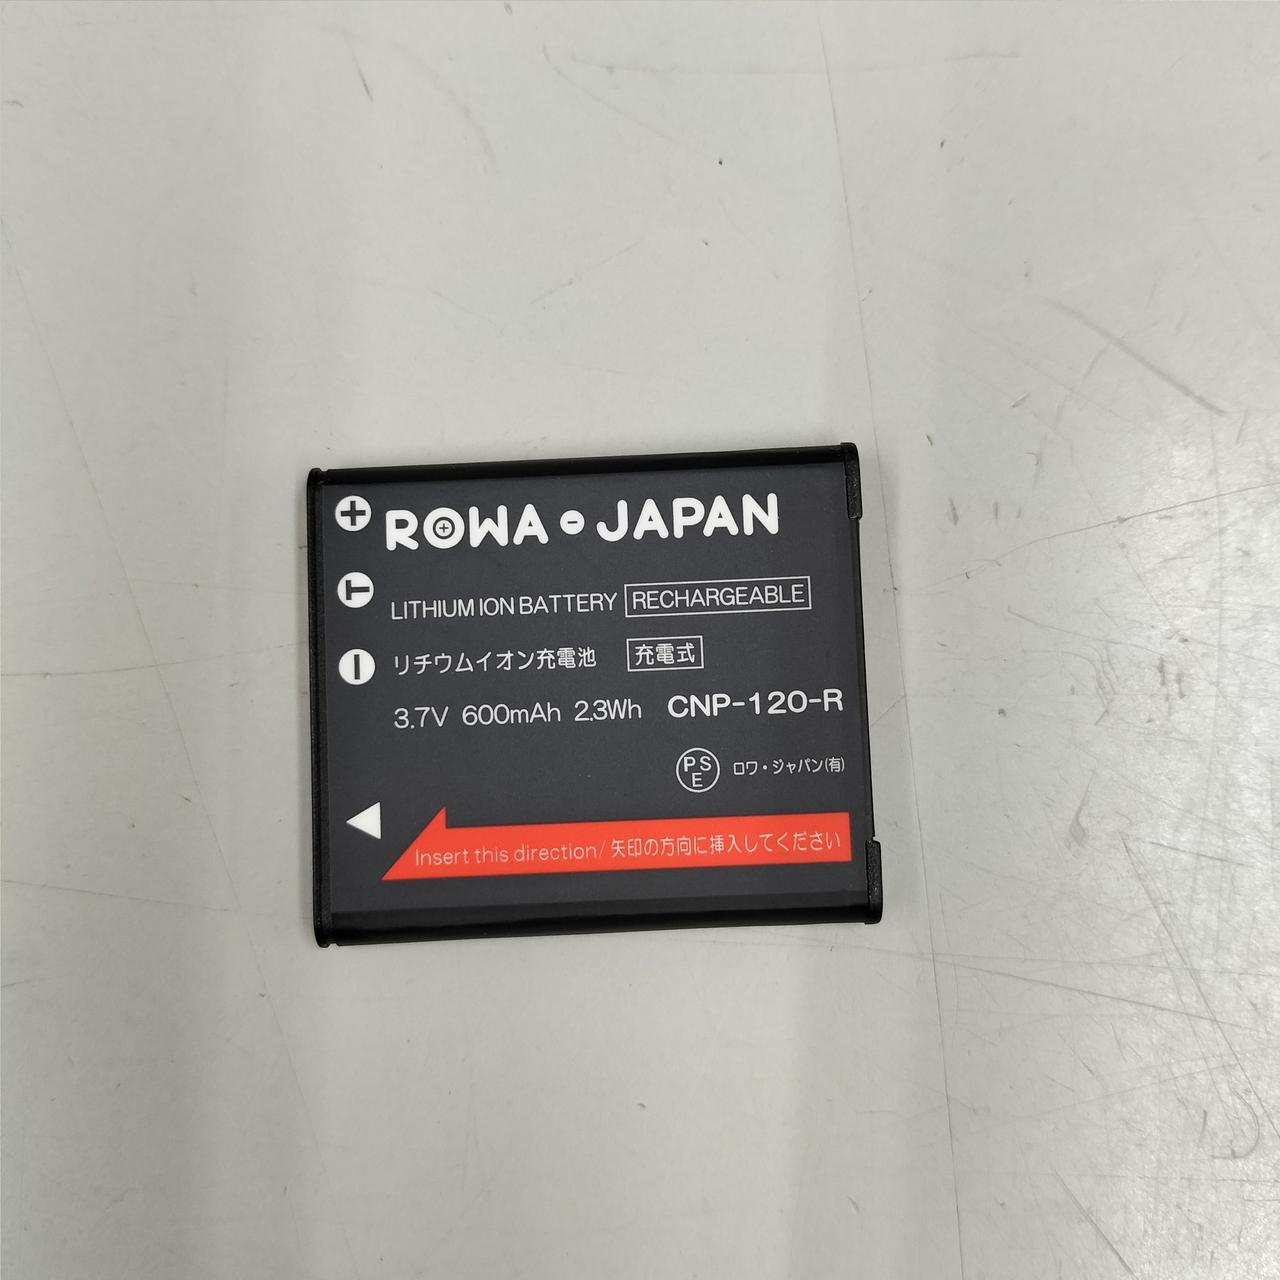 ROWA JAPAN
LITHIUM ION BATTERY RECHARGEABLE
リチウムイオン充電池 充電式
3.7V 600mAh 2.3Wh CNP-120-R
PSE ロワ・ジャパン(有)
Insert this direction/ 矢印の方向に挿入してください
+
T
−